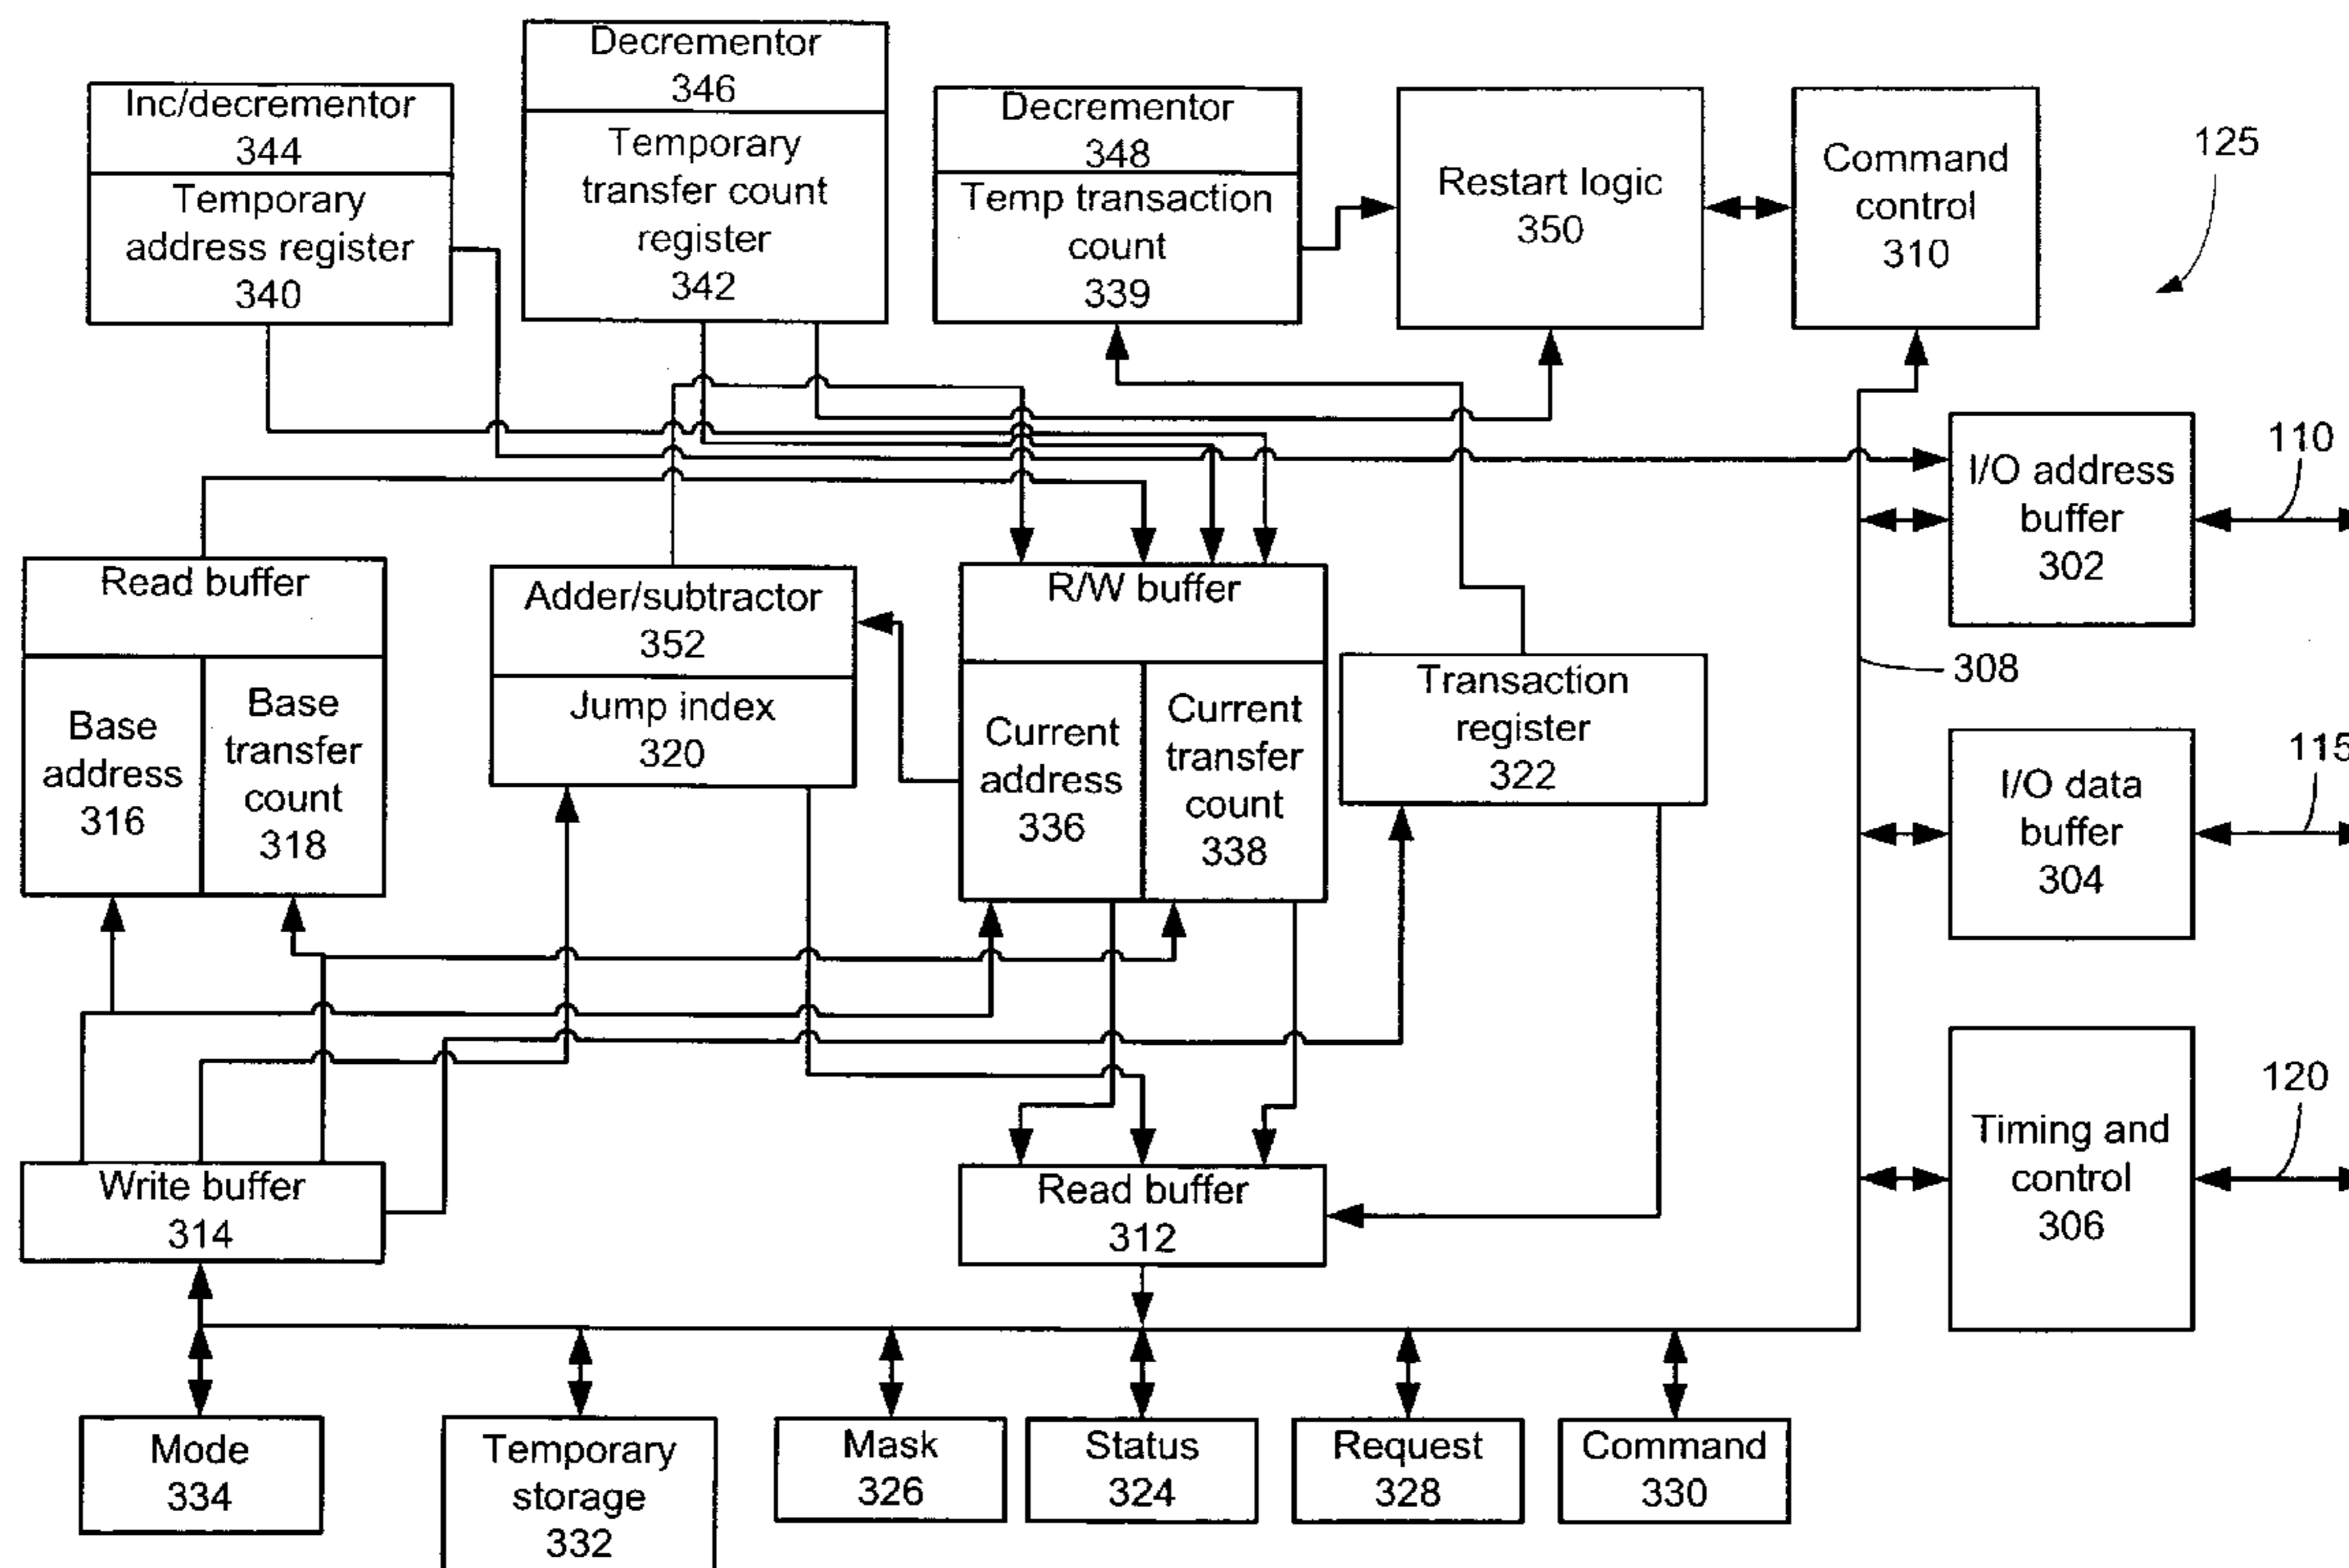 Decrementor
346
Temporary
transfer count
register
342
Inc/decrementor
344
Temporary
address register
340
Decrementor
348
Temp transaction
count
339
Restart logic
350
Command
control
310
125
I/O address
buffer
302
110
Read buffer
Base
address
316
Base
transfer
count
318
Adder/subtractor
352
Jump index
320
R/W buffer
Current
address
336
Current
transfer
count
338
Transaction
register
322
308
I/O data
buffer
304
115
Timing and
control
306
120
Write buffer
314
Read buffer
312
Mode
334
Temporary
storage
332
Mask
326
Status
324
Request
328
Command
330